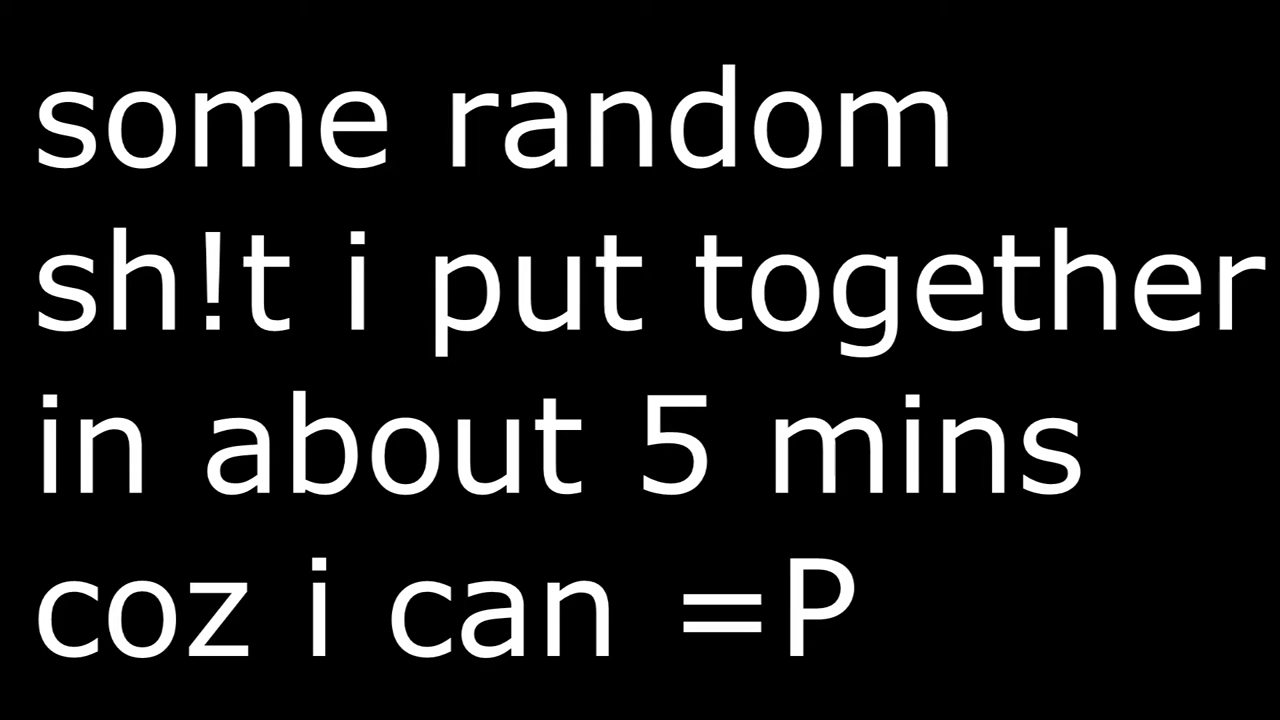 some random
sh!t i put together
in about 5 mins
coz i can =P